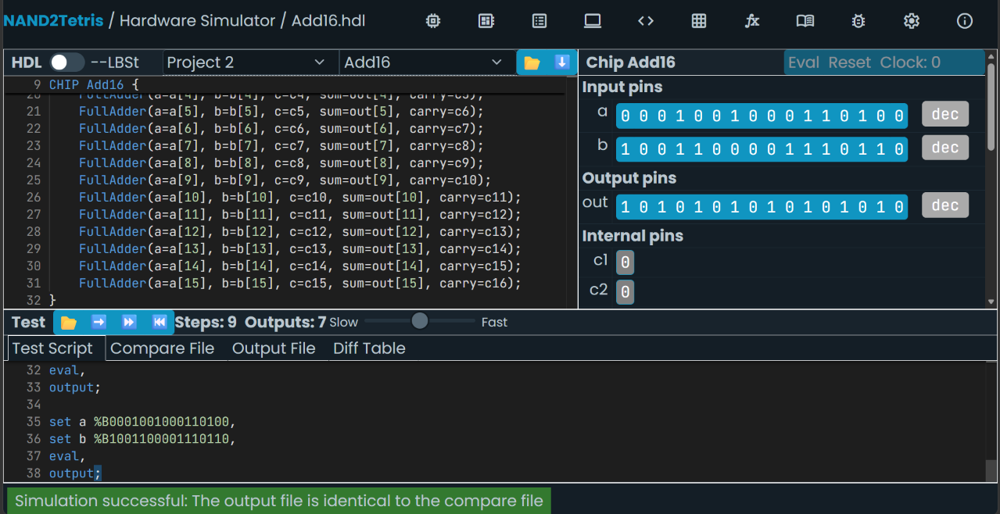 NAND2Tetris / Hardware Simulator / Add16.hdl
HDL --LBSt Project 2 Add16
9 CHIP Add16 {
20 FullAdder(a=a[4], b=b[4], c=c4, sum=out[4], carry=c5);
21 FullAdder(a=a[5], b=b[5], c=c5, sum=out[5], carry=c6);
22 FullAdder(a=a[6], b=b[6], c=c6, sum=out[6], carry=c7);
23 FullAdder(a=a[7], b=b[7], c=c7, sum=out[7], carry=c8);
24 FullAdder(a=a[8], b=b[8], c=c8, sum=out[8], carry=c9);
25 FullAdder(a=a[9], b=b[9], c=c9, sum=out[9], carry=c10);
26 FullAdder(a=a[10], b=b[10], c=c10, sum=out[10], carry=c11);
27 FullAdder(a=a[11], b=b[11], c=c11, sum=out[11], carry=c12);
28 FullAdder(a=a[12], b=b[12], c=c12, sum=out[12], carry=c13);
29 FullAdder(a=a[13], b=b[13], c=c13, sum=out[13], carry=c14);
30 FullAdder(a=a[14], b=b[14], c=c14, sum=out[14], carry=c15);
31 FullAdder(a=a[15], b=b[15], c=c15, sum=out[15], carry=c16);
32 }
Chip Add16 Eval Reset Clock: 0
Input pins
a 0 0 0 1 0 0 1 0 0 0 1 1 0 1 0 0 dec
b 1 0 0 1 1 0 0 0 0 1 1 1 0 1 1 0 dec
Output pins
out 1 0 1 0 1 0 1 0 1 0 1 0 1 0 1 0 dec
Internal pins
c1 0
c2 0
Test Steps: 9 Outputs: 7 Slow Fast
Test Script Compare File Output File Diff Table
32 eval,
33 output;
34
35 set a %B0001001000110100,
36 set b %B1001100001110110,
37 eval,
38 output;
Simulation successful: The output file is identical to the compare file